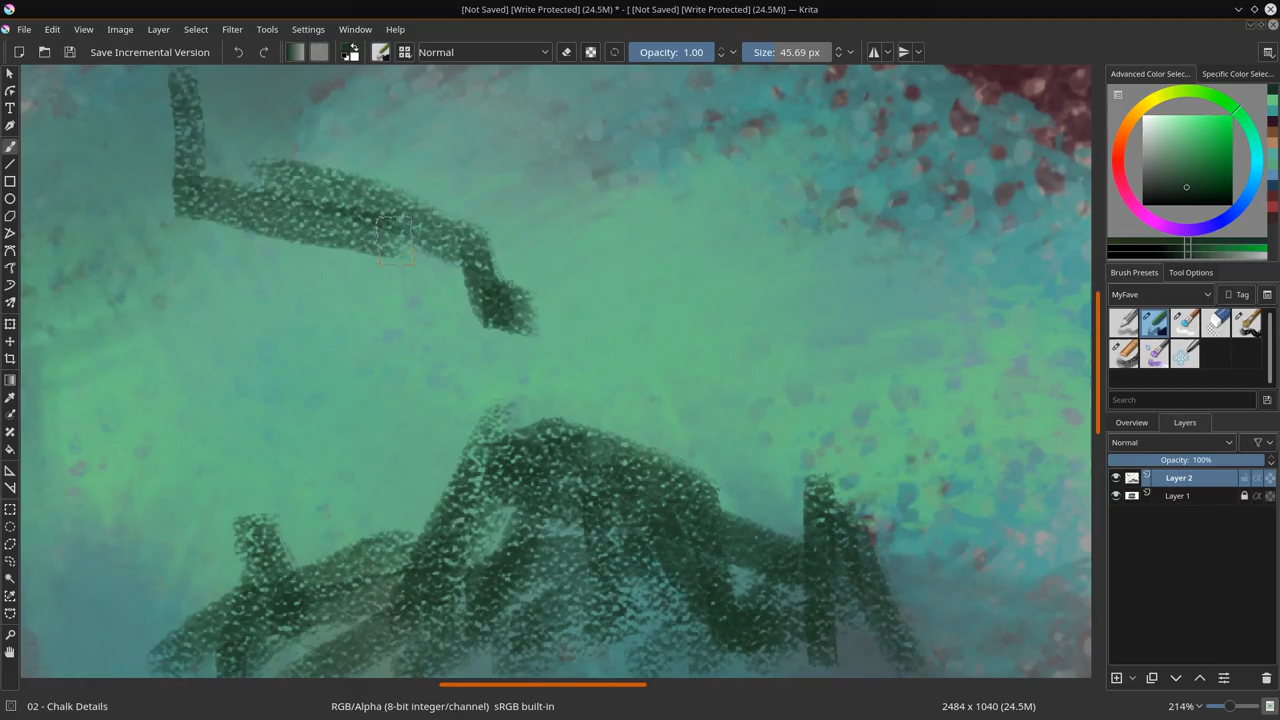 [Not Saved] [Write Protected] (24.5M) * - [ [Not Saved] [Write Protected] (24.5M)] — Krita
File Edit View Image Layer Select Filter Tools Settings Window Help
Save Incremental Version Normal Opacity: 1.00 Size: 45.69 px
Advanced Color Selec... Specific Color Selec...
Brush Presets Tool Options
MyFave Tag
Search
Overview Layers
Normal
Opacity: 100%
Layer 2
Layer 1
02 - Chalk Details RGB/Alpha (8-bit integer/channel) sRGB built-in 2484 x 1040 (24.5M) 214%